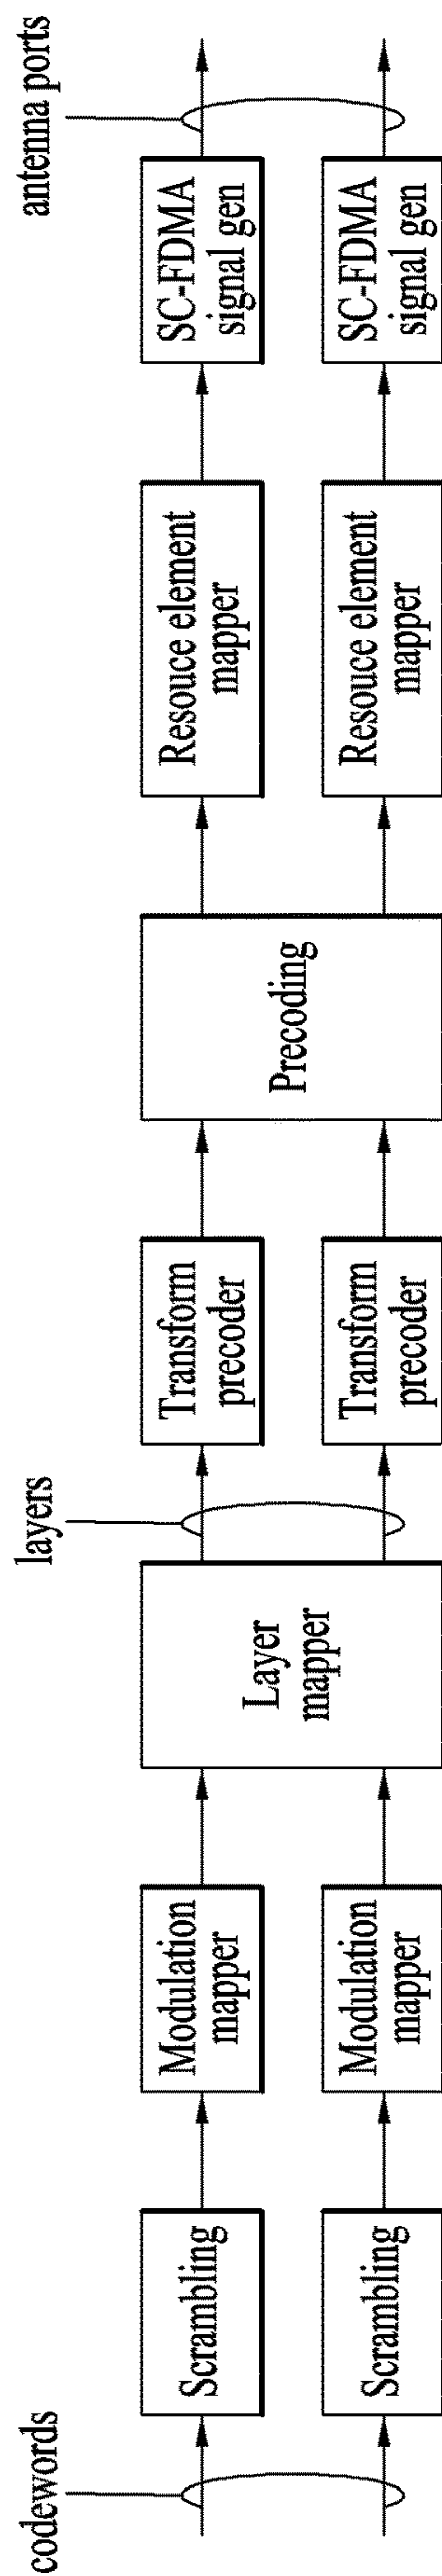 codewords
layers
antenna ports
Scrambling
Modulation
mapper
Layer
mapper
Transform
precoder
Precoding
Resouce element
mapper
SC-FDMA
signal gen
Scrambling
Modulation
mapper
Transform
precoder
Resouce element
mapper
SC-FDMA
signal gen